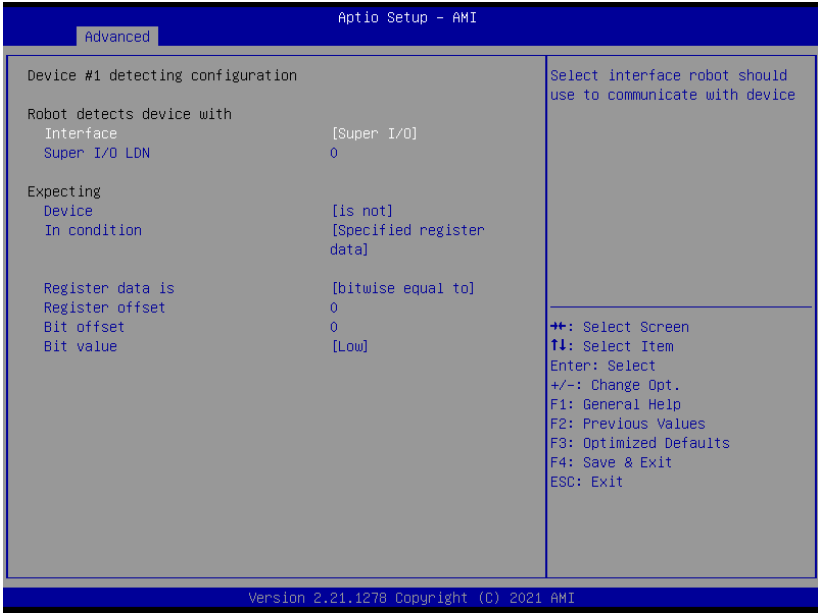 Aptio Setup – AMI
Advanced
Device #1 detecting configuration
Robot detects device with
Interface [Super I/O]
Super I/O LDN 0
Expecting
Device [is not]
In condition [Specified register
data]
Register data is [bitwise equal to]
Register offset 0
Bit offset 0
Bit value [Low]
Select interface robot should
use to communicate with device
→←: Select Screen
↑↓: Select Item
Enter: Select
+/-: Change Opt.
F1: General Help
F2: Previous Values
F3: Optimized Defaults
F4: Save & Exit
ESC: Exit
Version 2.21.1278 Copyright (C) 2021 AMI